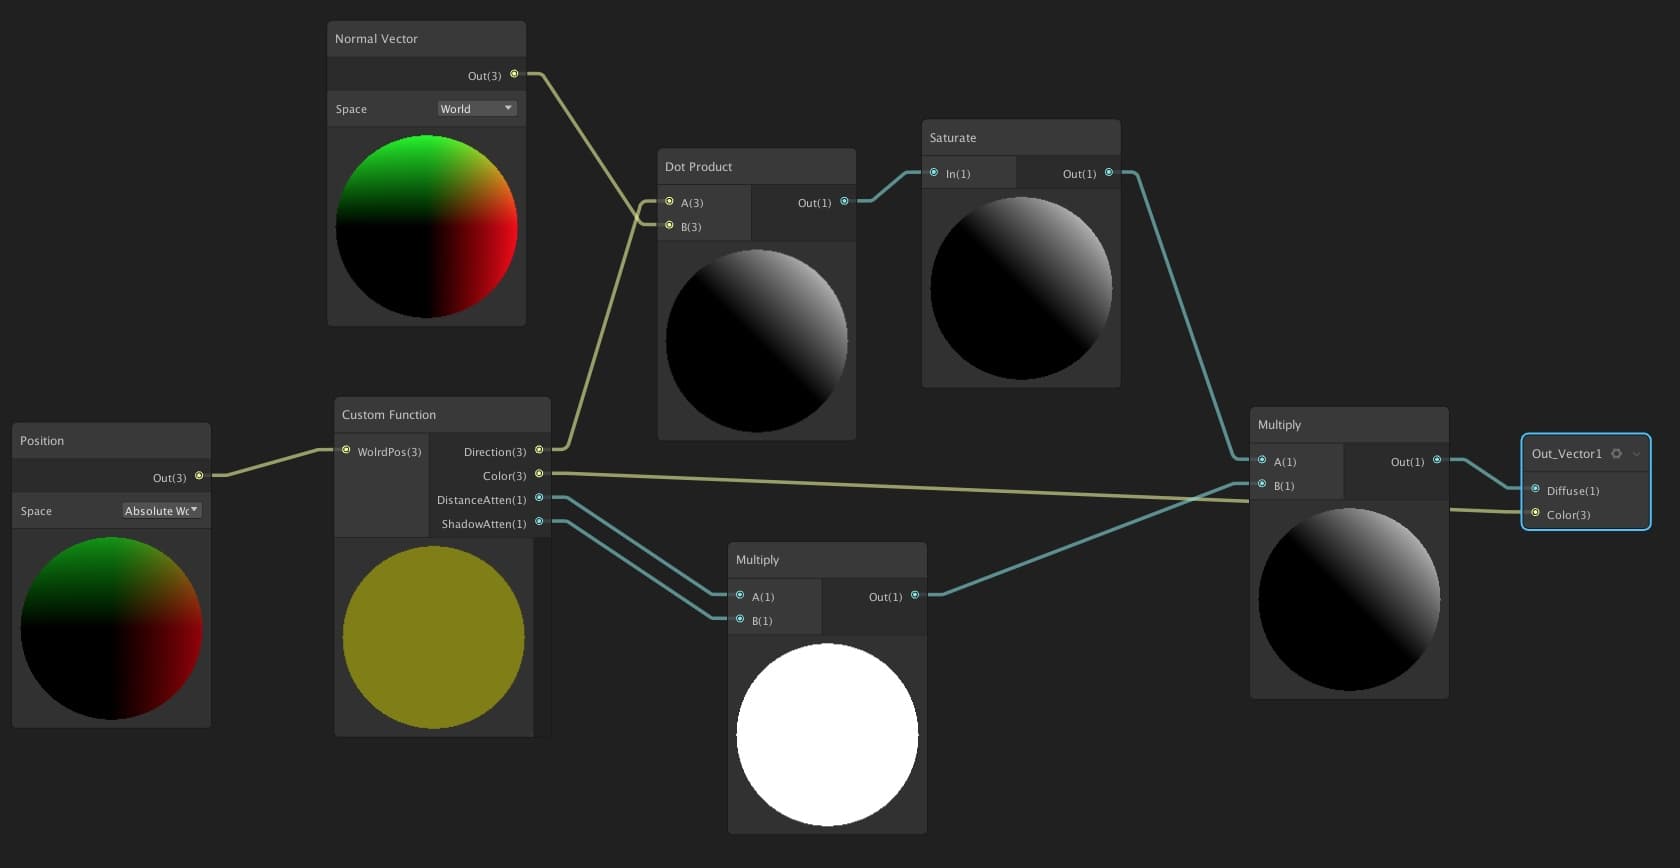 Normal Vector
Out(3)
Space World
Dot Product
A(3) Out(1)
B(3)
Saturate
In(1) Out(1)
Position
Out(3)
Space Absolute Wc
Custom Function
WolrdPos(3) Direction(3)
Color(3)
DistanceAtten(1)
ShadowAtten(1)
Multiply
A(1) Out(1)
B(1)
Multiply
A(1) Out(1)
B(1)
Out_Vector1
Diffuse(1)
Color(3)